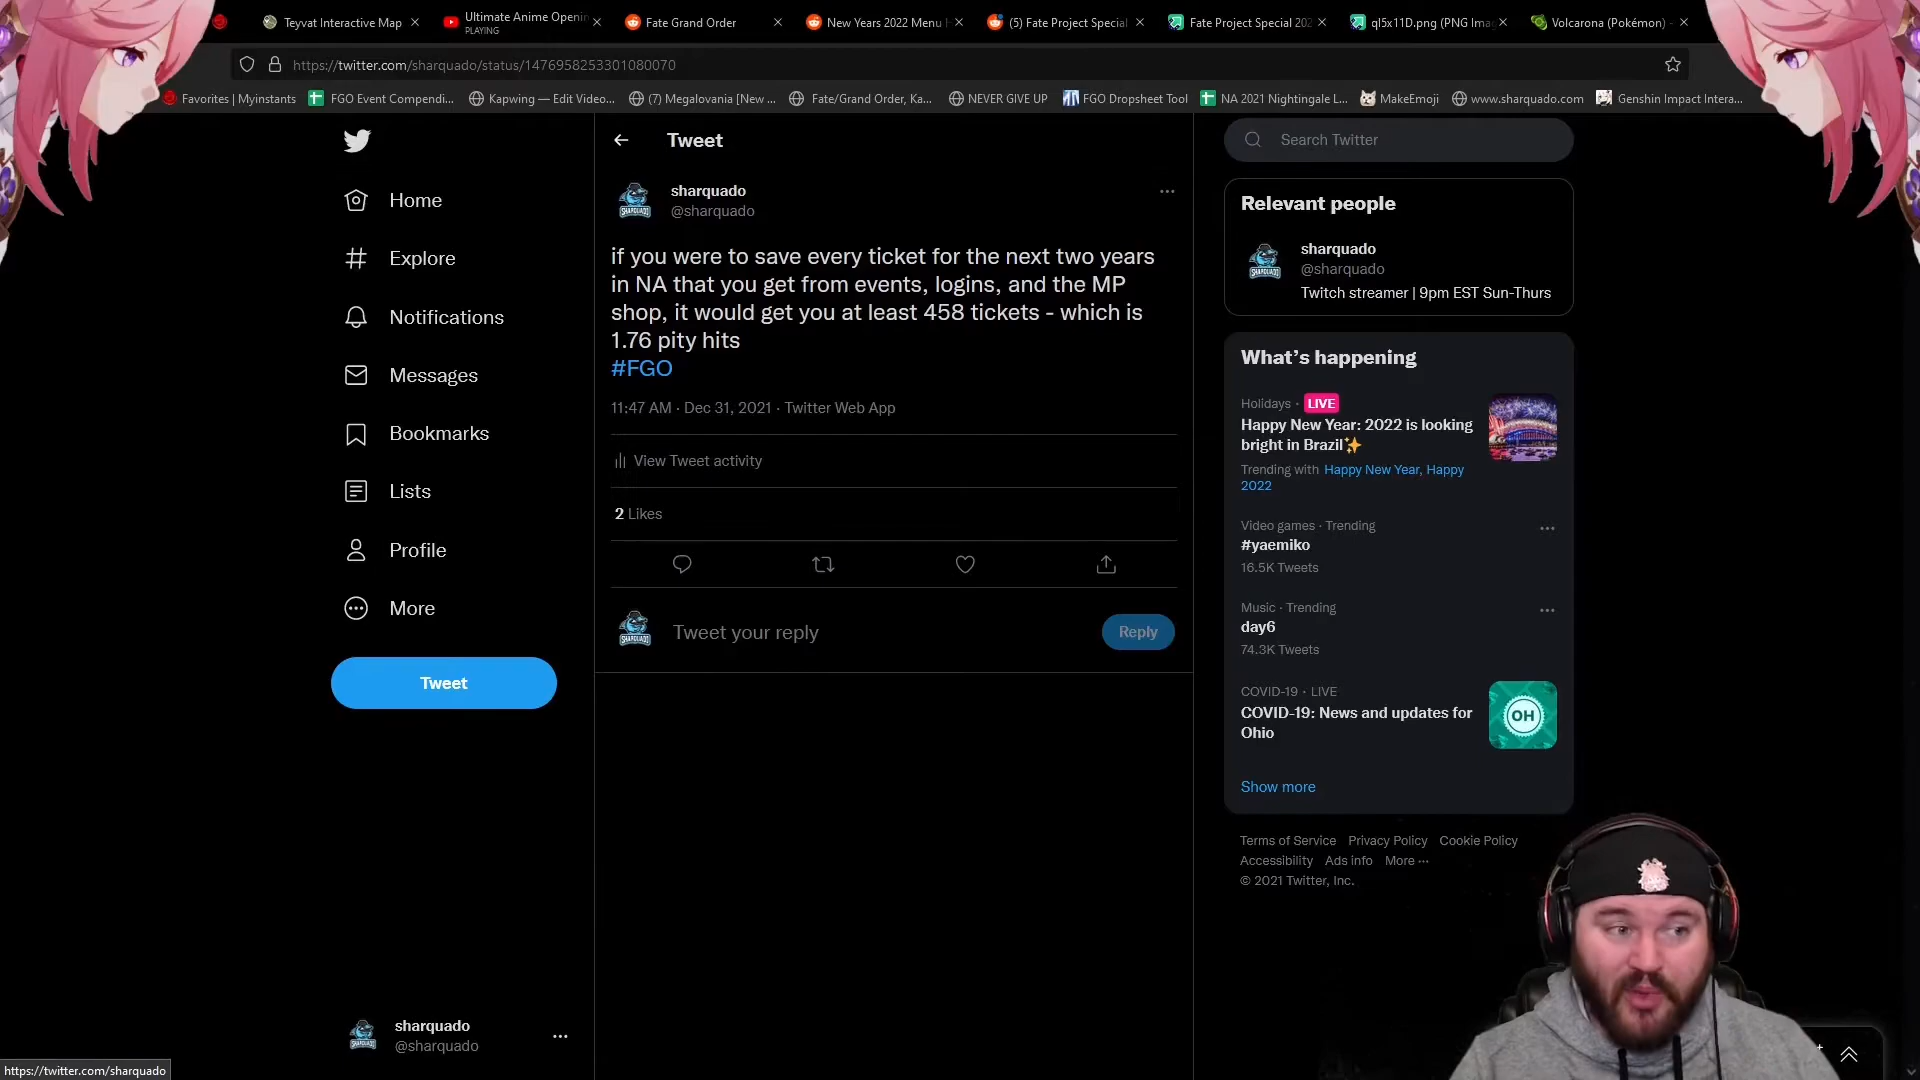 Teyvat Interactive Map
Ultimate Anime Openin
PLAYING
Fate Grand Order
New Years 2022 Menu
(5) Fate Project Special
Fate Project Special 202
ql5x11D.png (PNG Imag
Volcarona (Pokémon) -
https://twitter.com/sharquado/status/1476958253301080070
Favorites | Myinstants
FGO Event Compendi...
Kapwing — Edit Video...
(7) Megalovania [New ...
Fate/Grand Order, Ka...
NEVER GIVE UP
FGO Dropsheet Tool
NA 2021 Nightingale L...
MakeEmoji
www.sharquado.com
Genshin Impact Intera...
Home
Explore
Notifications
Messages
Bookmarks
Lists
Profile
More
Tweet
sharquado
@sharquado
https://twitter.com/sharquado
Tweet
sharquado
@sharquado
if you were to save every ticket for the next two years
in NA that you get from events, logins, and the MP
shop, it would get you at least 458 tickets - which is
1.76 pity hits
#FGO
11:47 AM · Dec 31, 2021 · Twitter Web App
View Tweet activity
2 Likes
Tweet your reply
Reply
Search Twitter
Relevant people
sharquado
@sharquado
Twitch streamer | 9pm EST Sun-Thurs
What's happening
Holidays · LIVE
Happy New Year: 2022 is looking
bright in Brazil✨
Trending with Happy New Year, Happy
2022
Video games · Trending
#yaemiko
16.5K Tweets
Music · Trending
day6
74.3K Tweets
COVID-19 · LIVE
COVID-19: News and updates for
Ohio
OH
Show more
Terms of Service Privacy Policy Cookie Policy
Accessibility Ads info More ···
© 2021 Twitter, Inc.